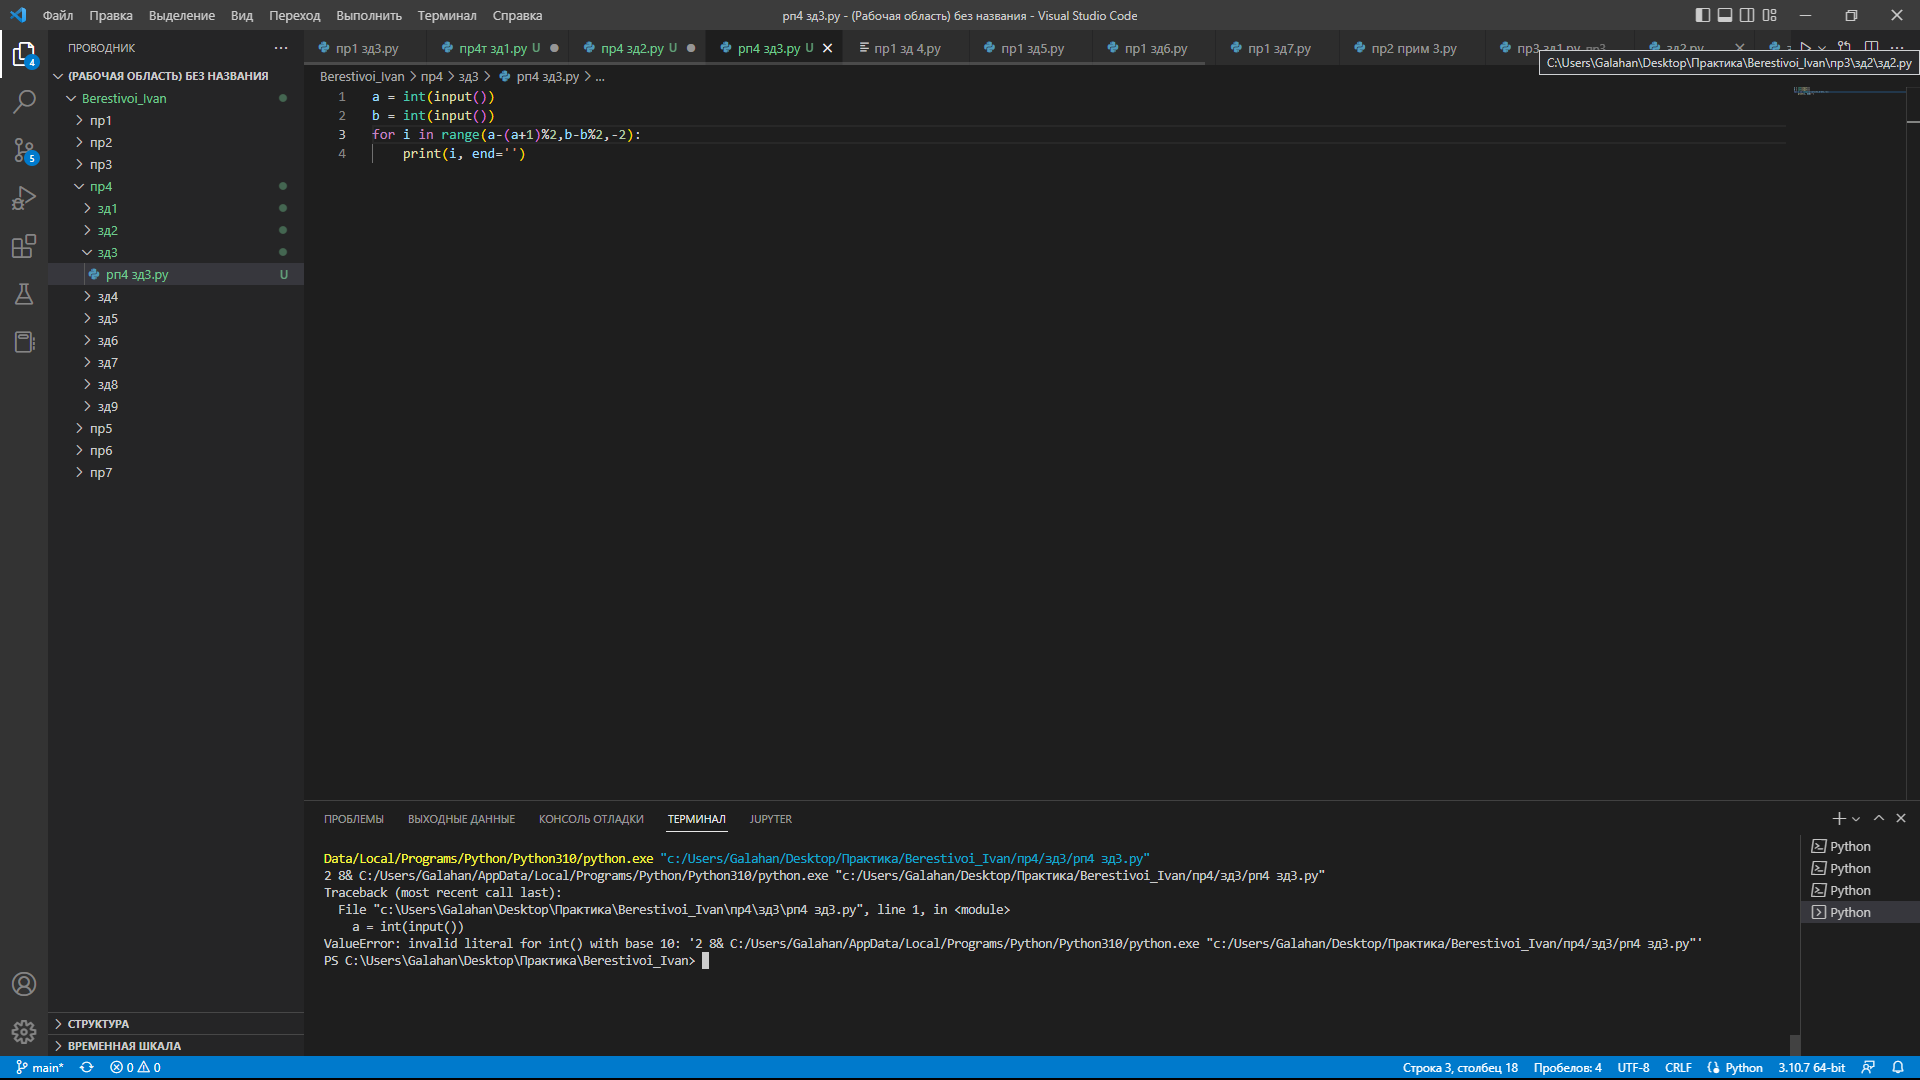 Файл Правка Выделение Вид Переход Выполнить Терминал Справка
рп4 зд3.py - (Рабочая область) без названия - Visual Studio Code
ПРОВОДНИК
пр1 зд3.py
пр4т зд1.py U
пр4 зд2.py U
рп4 зд3.py U
пр1 зд 4,py
пр1 зд5.py
пр1 зд6.py
пр1 зд7.py
пр2 прим 3.py
пр3 зд1.py пр3
зд2.py
C:\Users\Galahan\Desktop\Практика\Berestivoi_Ivan\пр3\зд2\зд2.py
(РАБОЧАЯ ОБЛАСТЬ) БЕЗ НАЗВАНИЯ
Berestivoi_Ivan
пр1
пр2
пр3
пр4
зд1
зд2
зд3
рп4 зд3.py U
зд4
зд5
зд6
зд7
зд8
зд9
пр5
пр6
пр7
СТРУКТУРА
ВРЕМЕННАЯ ШКАЛА
4
5
Berestivoi_Ivan > пр4 > зд3 > рп4 зд3.py > ...
1 a = int(input())
2 b = int(input())
3 for i in range(a-(a+1)%2,b-b%2,-2):
4 print(i, end='')
ПРОБЛЕМЫ ВЫХОДНЫЕ ДАННЫЕ КОНСОЛЬ ОТЛАДКИ ТЕРМИНАЛ JUPYTER
Data/Local/Programs/Python/Python310/python.exe "c:/Users/Galahan/Desktop/Практика/Berestivoi_Ivan/пр4/зд3/рп4 зд3.py"
2 8&& C:/Users/Galahan/AppData/Local/Programs/Python/Python310/python.exe "c:/Users/Galahan/Desktop/Практика/Berestivoi_Ivan/пр4/зд3/рп4 зд3.py"
Traceback (most recent call last):
File "c:\Users\Galahan\Desktop\Практика\Berestivoi_Ivan\пр4\зд3\рп4 зд3.py", line 1, in <module>
a = int(input())
ValueError: invalid literal for int() with base 10: '2 8&& C:/Users/Galahan/AppData/Local/Programs/Python/Python310/python.exe "c:/Users/Galahan/Desktop/Практика/Berestivoi_Ivan/пр4/зд3/рп4 зд3.py"'
PS C:\Users\Galahan\Desktop\Практика\Berestivoi_Ivan>
Python
Python
Python
Python
main* 0 0
Строка 3, столбец 18 Пробелов: 4 UTF-8 CRLF Python 3.10.7 64-bit